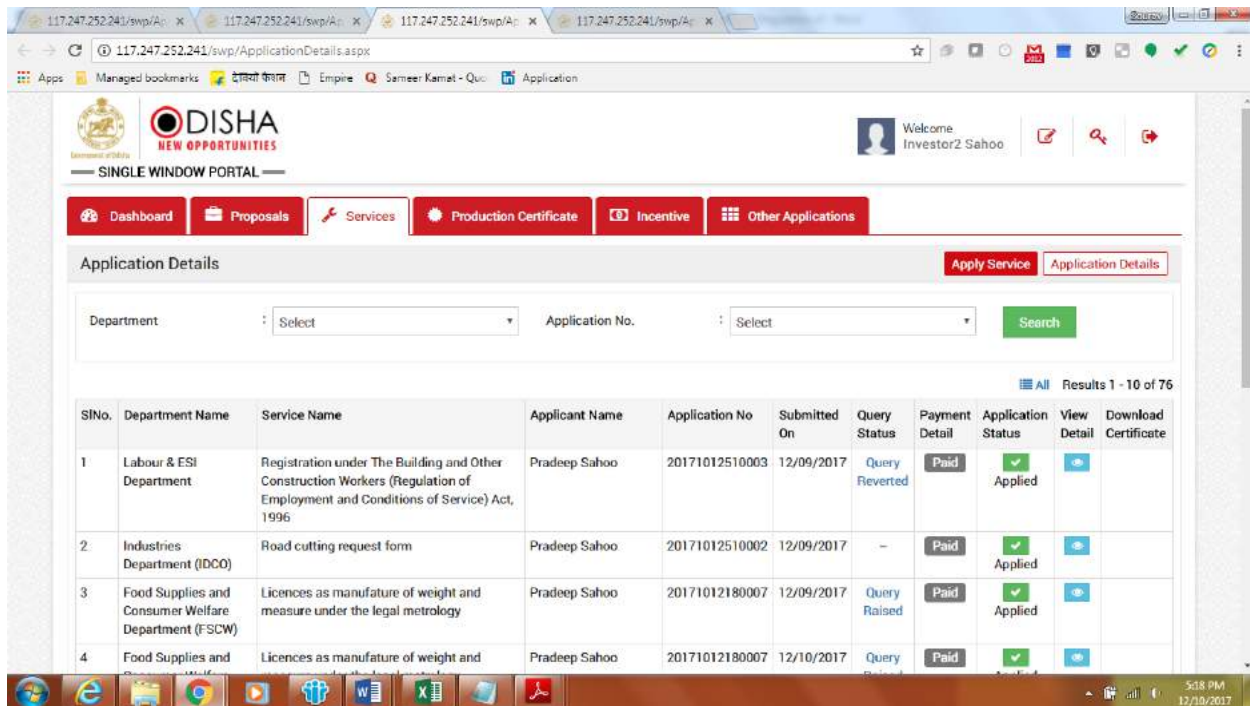 117.247.252.241/swp/Ap × 117.247.252.241/swp/Ap × 117.247.252.241/swp/Ap × 117.247.252.241/swp/Ap ×
117.247.252.241/swp/ApplicationDetails.aspx
Apps Managed bookmarks Empire Sameer Kamat - Quo Application
ODISHA
NEW OPPORTUNITIES
SINGLE WINDOW PORTAL
Welcome
Investor2 Sahoo
Dashboard Proposals Services Production Certificate Incentive Other Applications
Application Details Apply Service Application Details
Department : Select Application No. : Select Search
All Results 1 - 10 of 76
SlNo. Department Name Service Name Applicant Name Application No Submitted Query Payment Application View Download
On Status Detail Status Detail Certificate
1 Labour & ESI Registration under The Building and Other Pradeep Sahoo 20171012510003 12/09/2017 Query Paid
Department Construction Workers (Regulation of Reverted Applied
Employment and Conditions of Service) Act,
1996
2 Industries Road cutting request form Pradeep Sahoo 20171012510002 12/09/2017 – Paid
Department (IDCO) Applied
3 Food Supplies and Licences as manufature of weight and Pradeep Sahoo 20171012180007 12/09/2017 Query Paid
Consumer Welfare measure under the legal metrology Raised Applied
Department (FSCW)
4 Food Supplies and Licences as manufature of weight and Pradeep Sahoo 20171012180007 12/10/2017 Query Paid
5:18 PM
12/10/2017